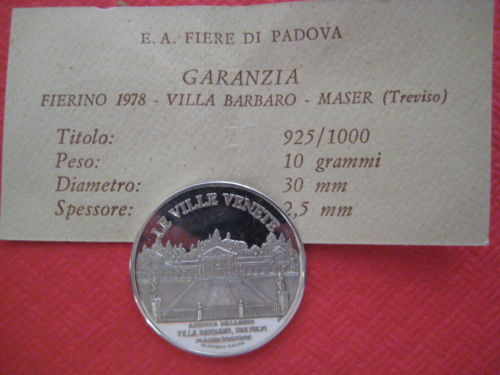 E. A. FIERE DI PADOVA
GARANZIA
FIERINO 1978 - VILLA BARBARO - MASER (Treviso)
Titolo: 925/1000
Peso: 10 grammi
Diametro: 30 mm
Spessore: 2,5 mm
LE VILLE VENETE
ANDREA PALLADIO
VILLA BARBARO,